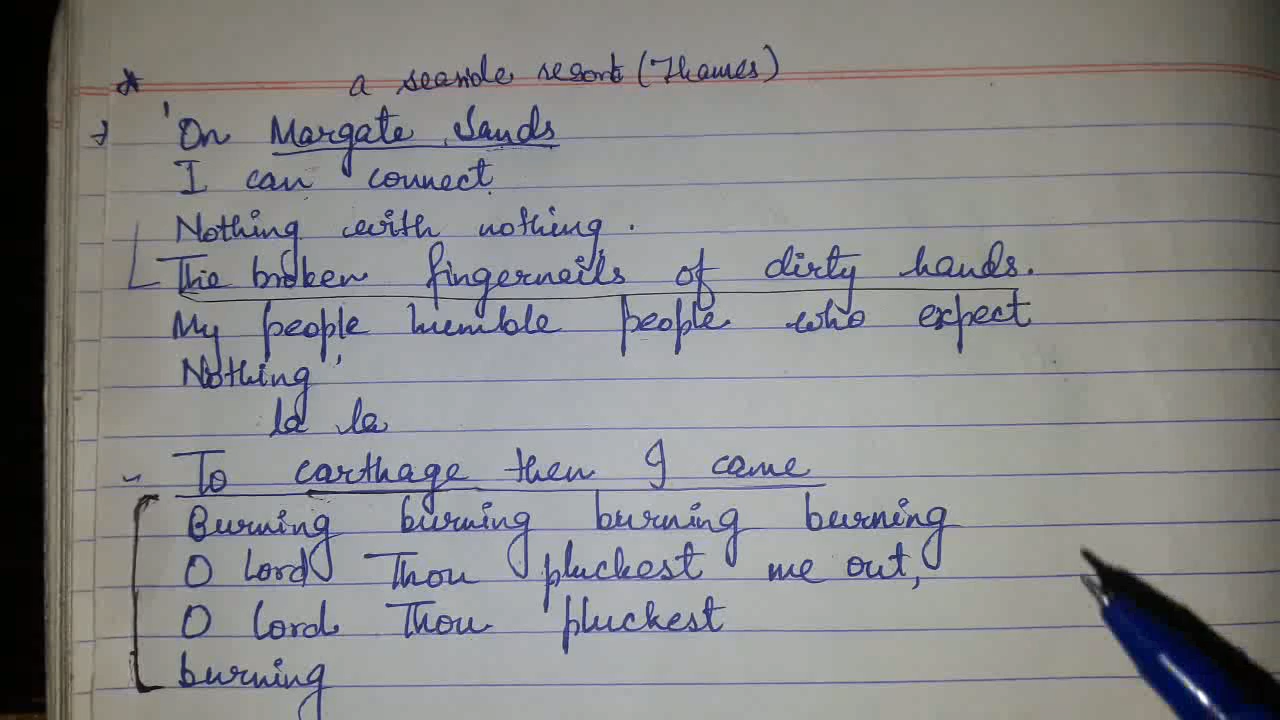 a seaside resort (Thames)
'On Margate Sands
I can connect
Nothing with nothing.
The broken fingerneils of dirty hands.
My people humble people who expect
Nothing'
la la
To carthage then I came
Burning burning burning burning
O lord Thou pluckest me out,
O lord Thou pluckest
burning